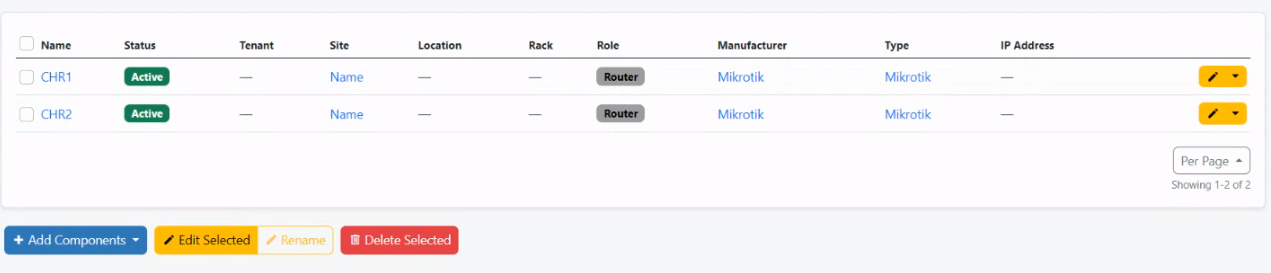 Name Status Tenant Site Location Rack Role Manufacturer Type IP Address
CHR1 Active — Name — — Router Mikrotik Mikrotik —
CHR2 Active — Name — — Router Mikrotik Mikrotik —
Per Page
Showing 1-2 of 2
+ Add Components Edit Selected Rename Delete Selected